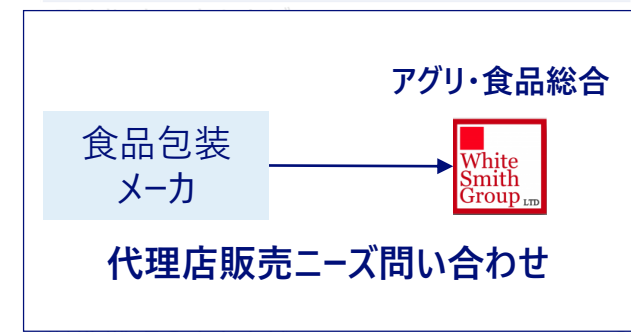 アグリ・食品総合
食品包装
メーカ
White
Smith
Group LTD
代理店販売ニーズ問い合わせ